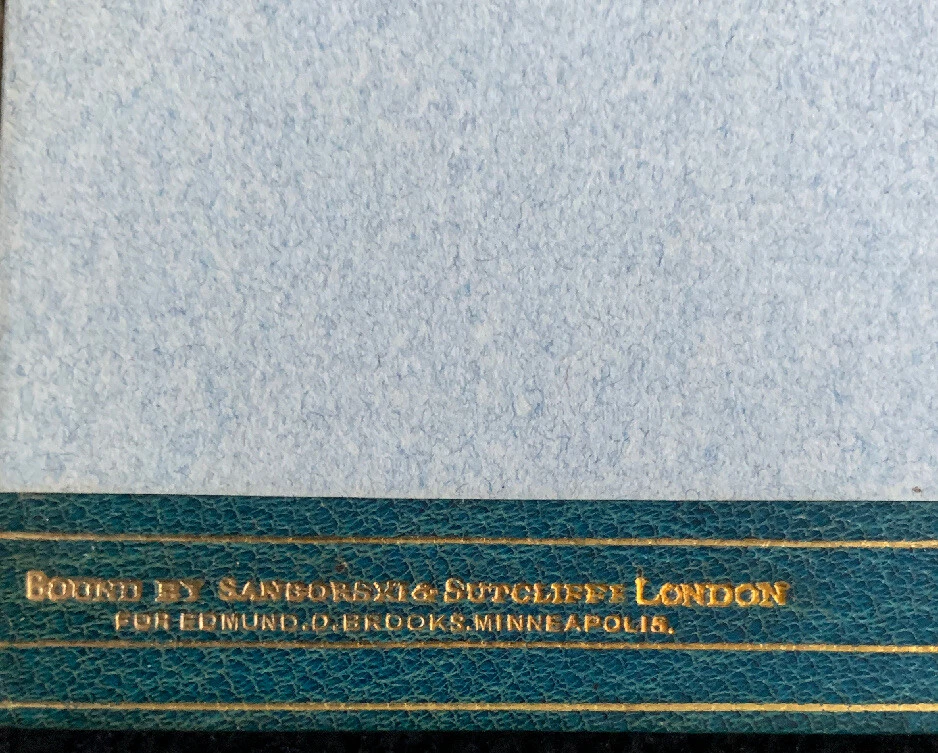 BOUND BY SANGORSKI & SUTCLIFFE LONDON
FOR EDMUND.D.BROOKS.MINNEAPOLIS.